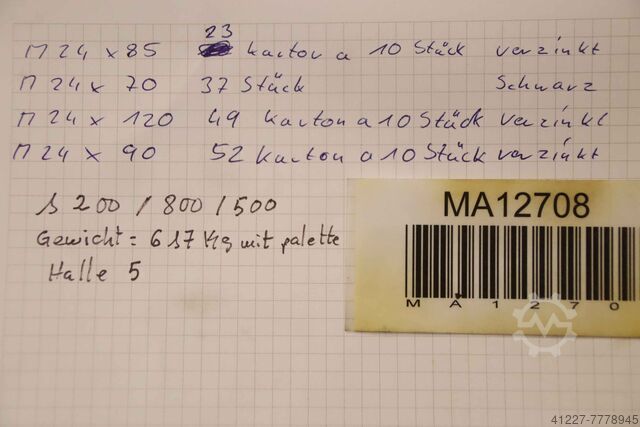 23
M 24 x 85 Karton a 10 Stück verzinkt
M 24 x 70 37 Stück Schwarz
M 24 x 120 49 Karton a 10 Stück verzinkt
M 24 x 90 52 Karton a 10 Stück verzinkt
1200 / 800 / 500
Gewicht = 617 Kg mit palette
Halle 5
MA12708
MA1270
41227-7778945